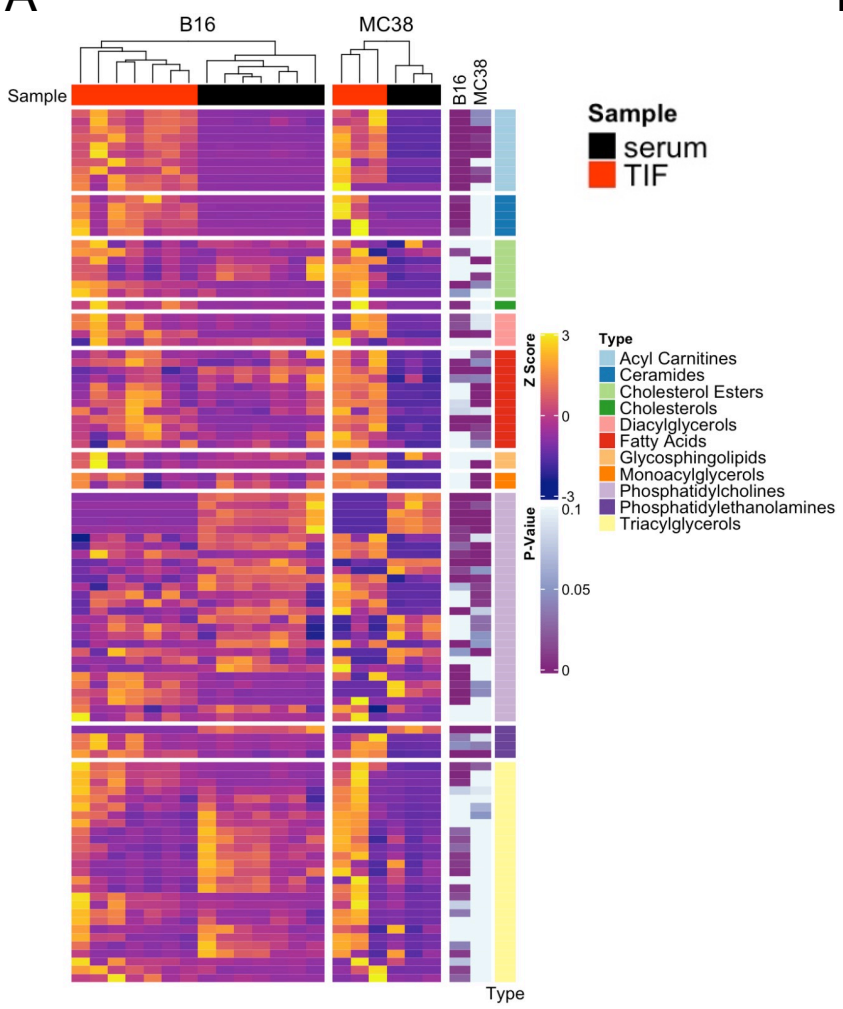 A
B16 MC38
Sample
B16
MC38
Sample
serum
TIF
Z Score
3
0
-3
P-Value
0.1
0.05
0
Type
Acyl Carnitines
Ceramides
Cholesterol Esters
Cholesterols
Diacylglycerols
Fatty Acids
Glycosphingolipids
Monoacylglycerols
Phosphatidylcholines
Phosphatidylethanolamines
Triacylglycerols
Type